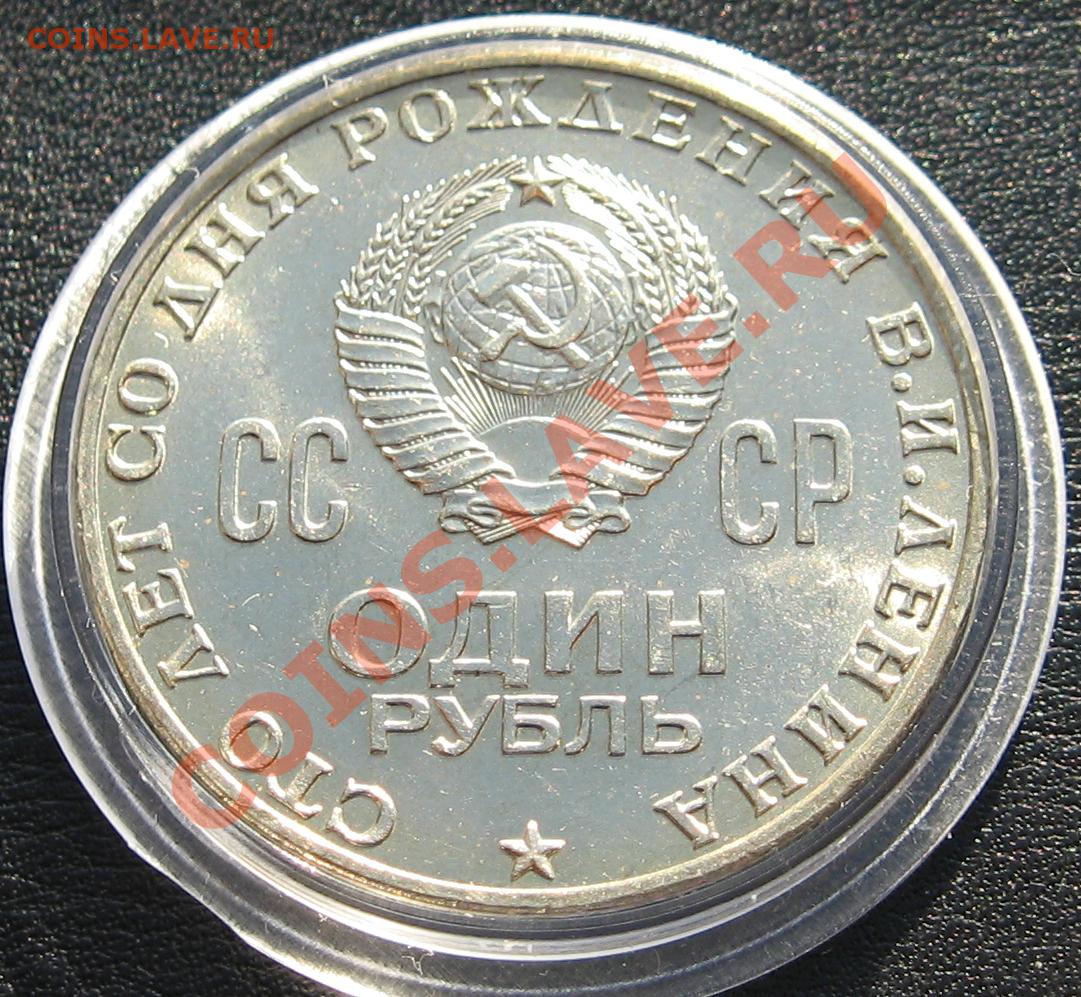 COINS.LAVE.RU
СТО ЛЕТ СО ДНЯ РОЖДЕНИЯ В.И.ЛЕНИНА
СС СР
ОДИН
РУБЛЬ
COINS.LAVE.RU